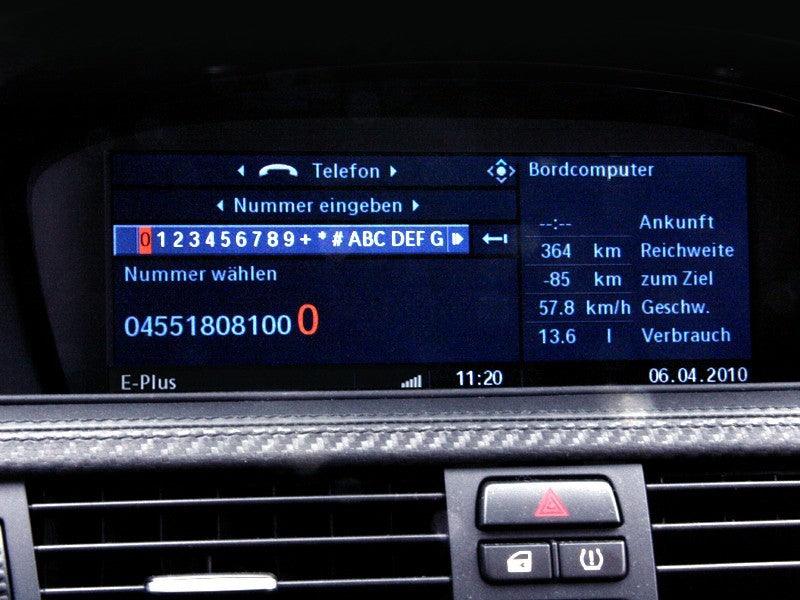 Telefon
Nummer eingeben
0 1 2 3 4 5 6 7 8 9 + * # ABC DEF G
Nummer wählen
04551808100 0
E-Plus 11:20
Bordcomputer
--:-- Ankunft
364 km Reichweite
-85 km zum Ziel
57.8 km/h Geschw.
13.6 l Verbrauch
06.04.2010